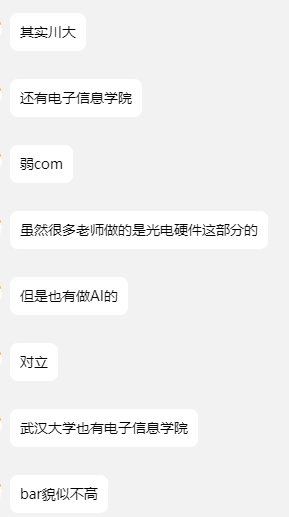 其实川大
还有电子信息学院
弱com
虽然很多老师做的是光电硬件这部分的
但是也有做AI的
对立
武汉大学也有电子信息学院
bar貌似不高